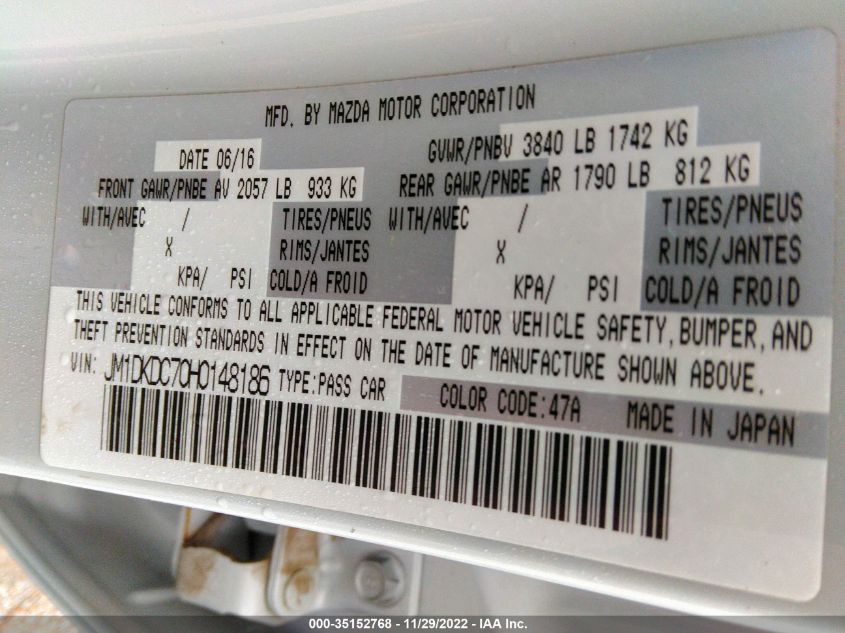 MFD. BY MAZDA MOTOR CORPORATION
DATE 06/16 GVWR/PNBV 3840 LB 1742 KG
FRONT GAWR/PNBE AV 2057 LB 933 KG REAR GAWR/PNBE AR 1790 LB 812 KG
WITH/AVEC / TIRES/PNEUS WITH/AVEC / TIRES/PNEUS
X RIMS/JANTES X RIMS/JANTES
KPA/ PSI COLD/A FROID KPA/ PSI COLD/A FROID
THIS VEHICLE CONFORMS TO ALL APPLICABLE FEDERAL MOTOR VEHICLE SAFETY, BUMPER, AND
THEFT PREVENTION STANDARDS IN EFFECT ON THE DATE OF MANUFACTURE SHOWN ABOVE.
VIN: JM1DKDC70H0148186 TYPE:PASS CAR COLOR CODE:47A MADE IN JAPAN
000-35152768 - 11/29/2022 - IAA Inc.